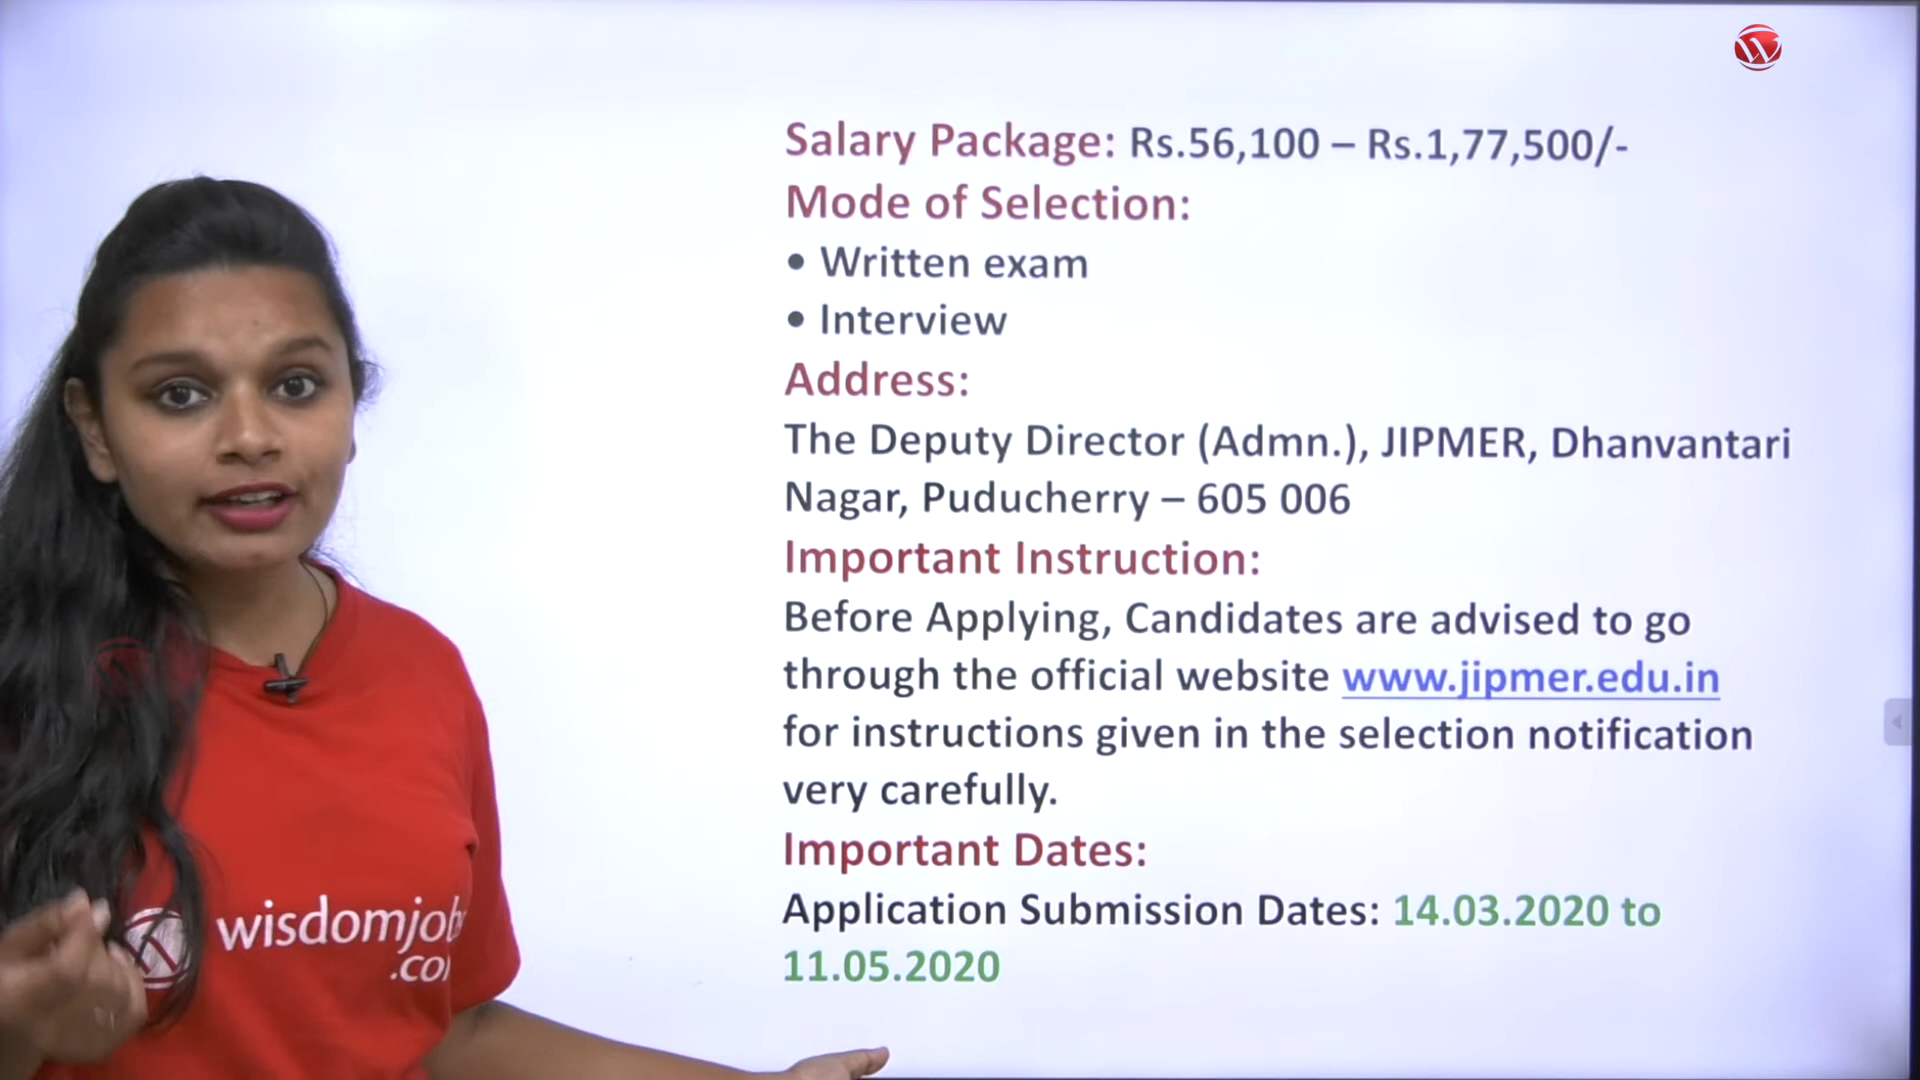 Salary Package: Rs.56,100 – Rs.1,77,500/-
Mode of Selection:
• Written exam
• Interview
Address:
The Deputy Director (Admn.), JIPMER, Dhanvantari
Nagar, Puducherry – 605 006
Important Instruction:
Before Applying, Candidates are advised to go
through the official website www.jipmer.edu.in
for instructions given in the selection notification
very carefully.
Important Dates:
Application Submission Dates: 14.03.2020 to
11.05.2020
wisdomjob
.co